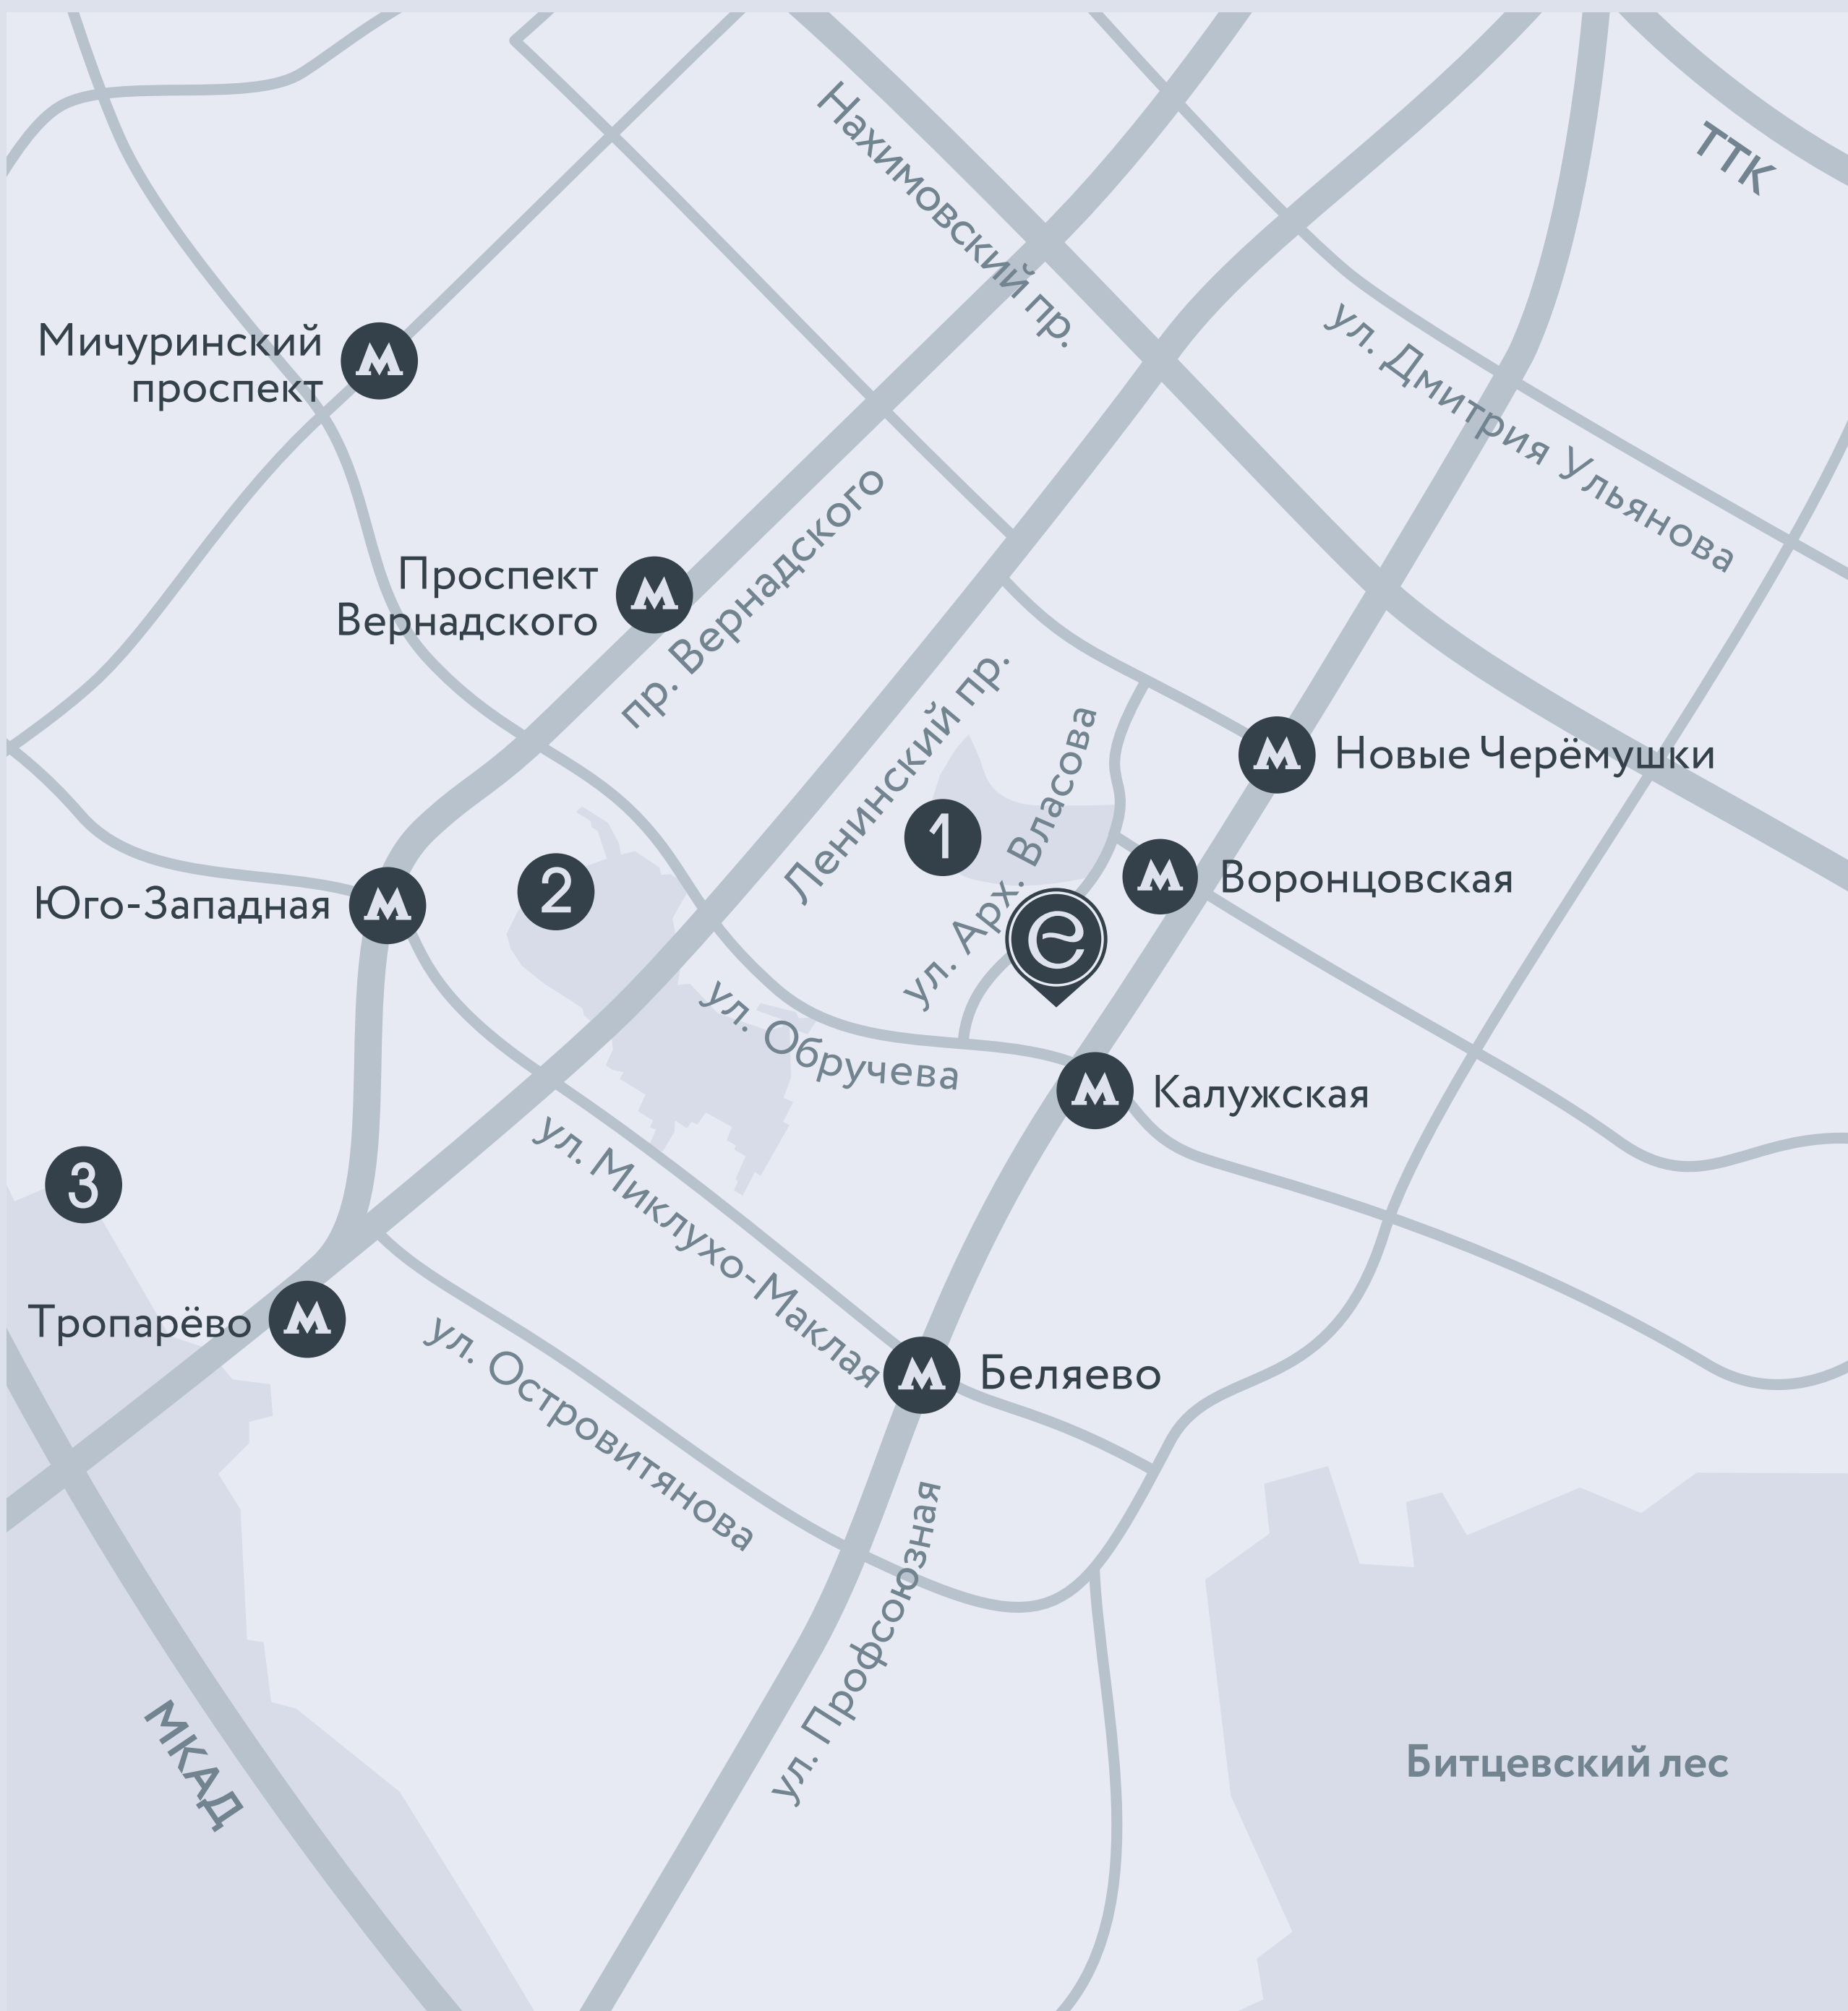 Нахимовский пр.
ТТК
Мичуринский
проспект
ул. Дмитрия Ульянова
Проспект
Вернадского
пр. Вернадского
Ленинский пр.
ул. Арх. Власова
Новые Черёмушки
1
2
Воронцовская
Юго-Западная
e
ул. Обручева
Калужская
3
ул. Миклухо-Маклая
Тропарёво
ул. Островитянова
Беляево
ул. Профсоюзная
МКАД
Битцевский лес